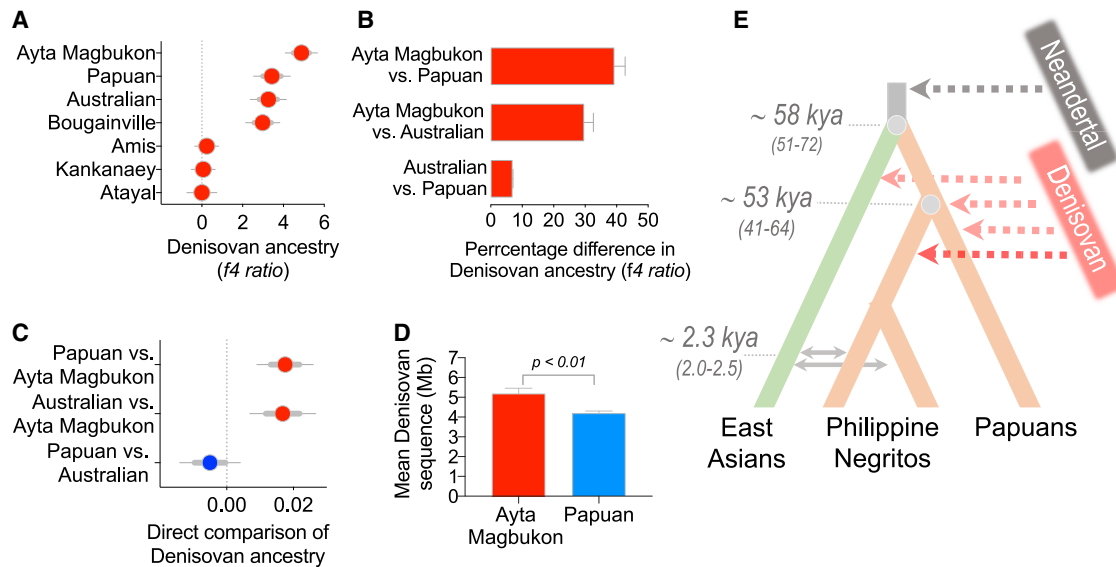 A
Ayta Magbukon
Papuan
Australian
Bougainville
Amis
Kankanaey
Atayal
0 2 4 6
Denisovan ancestry
(f4 ratio)
B
Ayta Magbukon
vs. Papuan
Ayta Magbukon
vs. Australian
Australian
vs. Papuan
0 10 20 30 40 50
Perrcentage difference in
Denisovan ancestry (f4 ratio)
C
Papuan vs.
Ayta Magbukon
Australian vs.
Ayta Magbukon
Papuan vs.
Australian
0.00 0.02
Direct comparison of
Denisovan ancestry
D
Mean Denisovan
sequence (Mb)
7
6
5
4
3
2
1
0
p < 0.01
Ayta
Magbukon
Papuan
E
Neandertal
Denisovan
~ 58 kya
(51-72)
~ 53 kya
(41-64)
~ 2.3 kya
(2.0-2.5)
East
Asians
Philippine
Negritos
Papuans